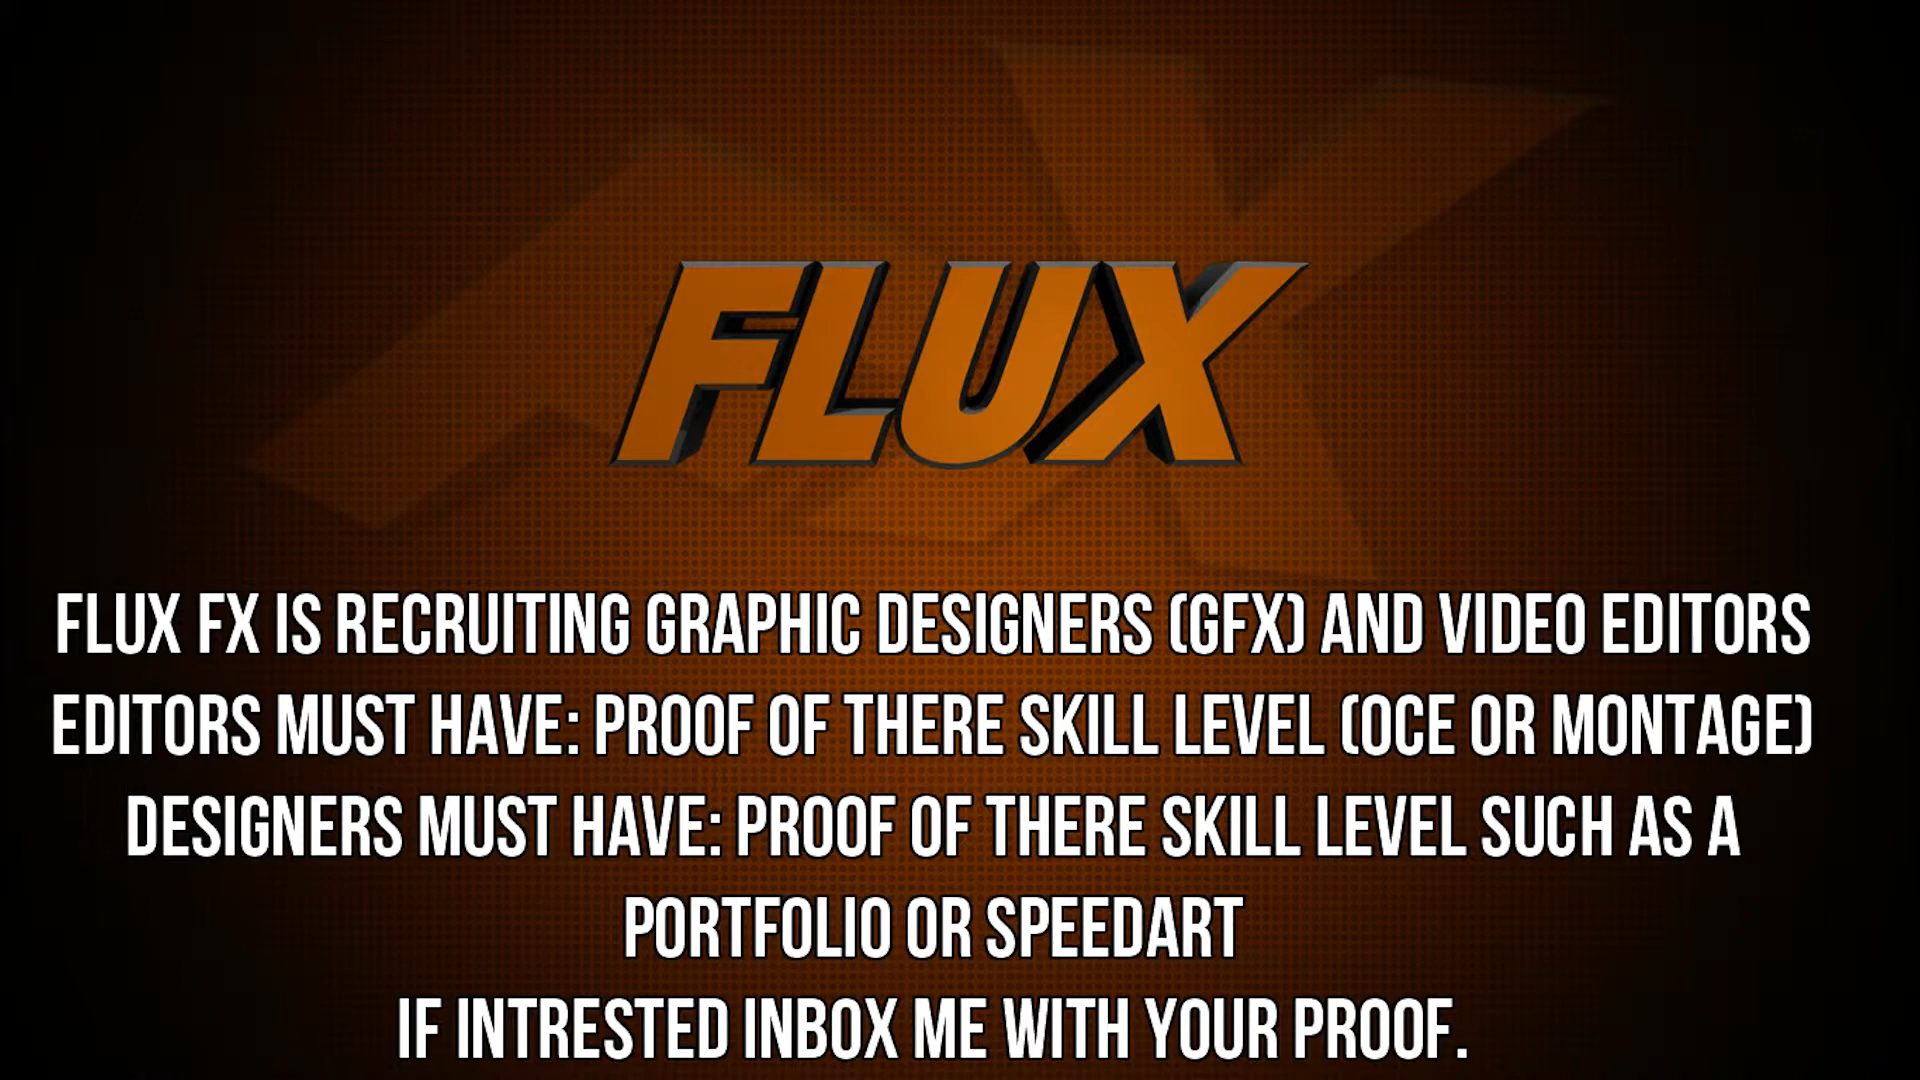 FLUX
FLUX FX IS RECRUITING GRAPHIC DESIGNERS (GFX) AND VIDEO EDITORS
EDITORS MUST HAVE: PROOF OF THERE SKILL LEVEL (OCE OR MONTAGE)
DESIGNERS MUST HAVE: PROOF OF THERE SKILL LEVEL SUCH AS A
PORTFOLIO OR SPEEDART
IF INTRESTED INBOX ME WITH YOUR PROOF.